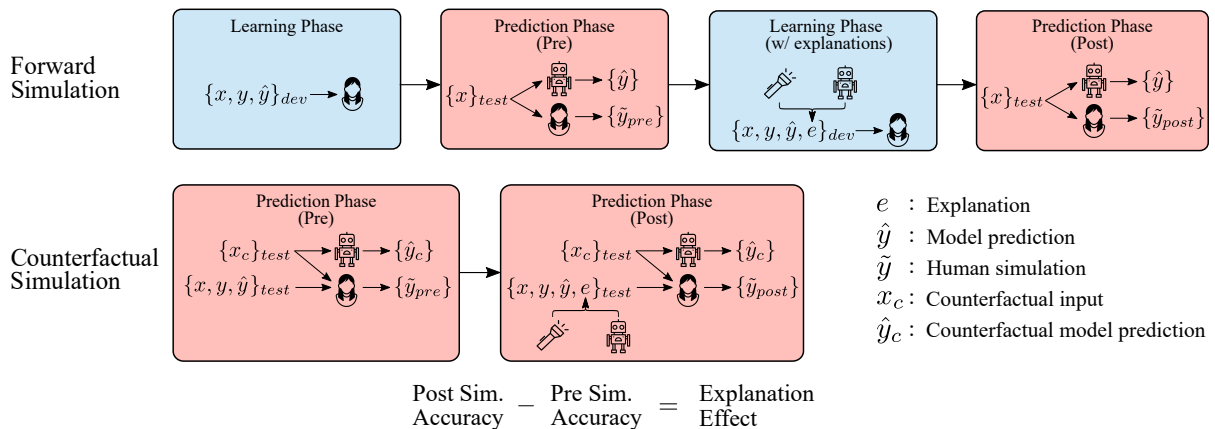 Forward
Simulation
Learning Phase
{x, y, ŷ}dev
Prediction Phase
(Pre)
{x}test
{ŷ}
{ỹpre}
Learning Phase
(w/ explanations)
{x, y, ŷ, e}dev
Prediction Phase
(Post)
{x}test
{ŷ}
{ỹpost}
Counterfactual
Simulation
Prediction Phase
(Pre)
{xc}test
{ŷc}
{x, y, ŷ}test
{ỹpre}
Prediction Phase
(Post)
{xc}test
{ŷc}
{x, y, ŷ, e}test
{ỹpost}
e : Explanation
ŷ : Model prediction
ỹ : Human simulation
xc : Counterfactual input
ŷc : Counterfactual model prediction
Post Sim.
Accuracy
−
Pre Sim.
Accuracy
=
Explanation
Effect